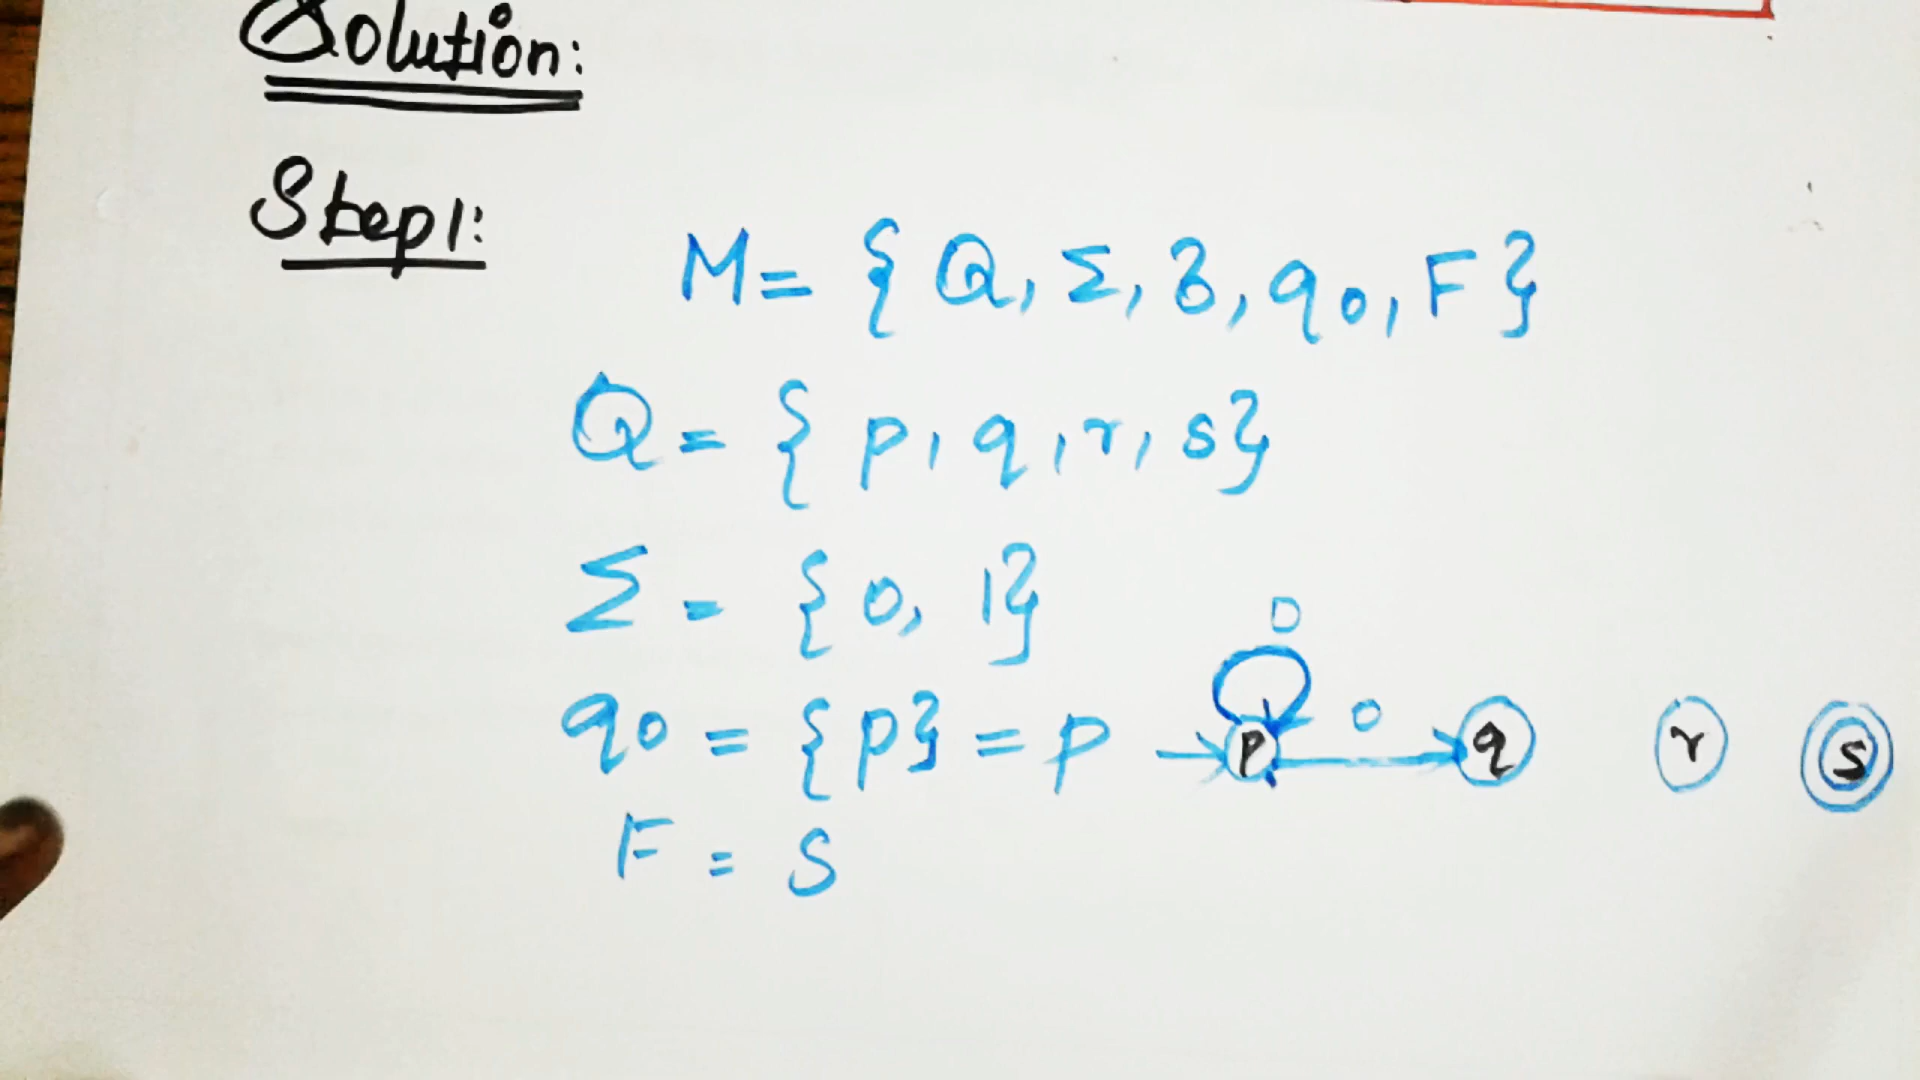 Solution:
Step1:
M = { Q, Σ, δ, q0, F }
Q = { p, q, r, s}
Σ = { 0, 1}
0
q0 = {p} = p → p 0 q r s
F = S